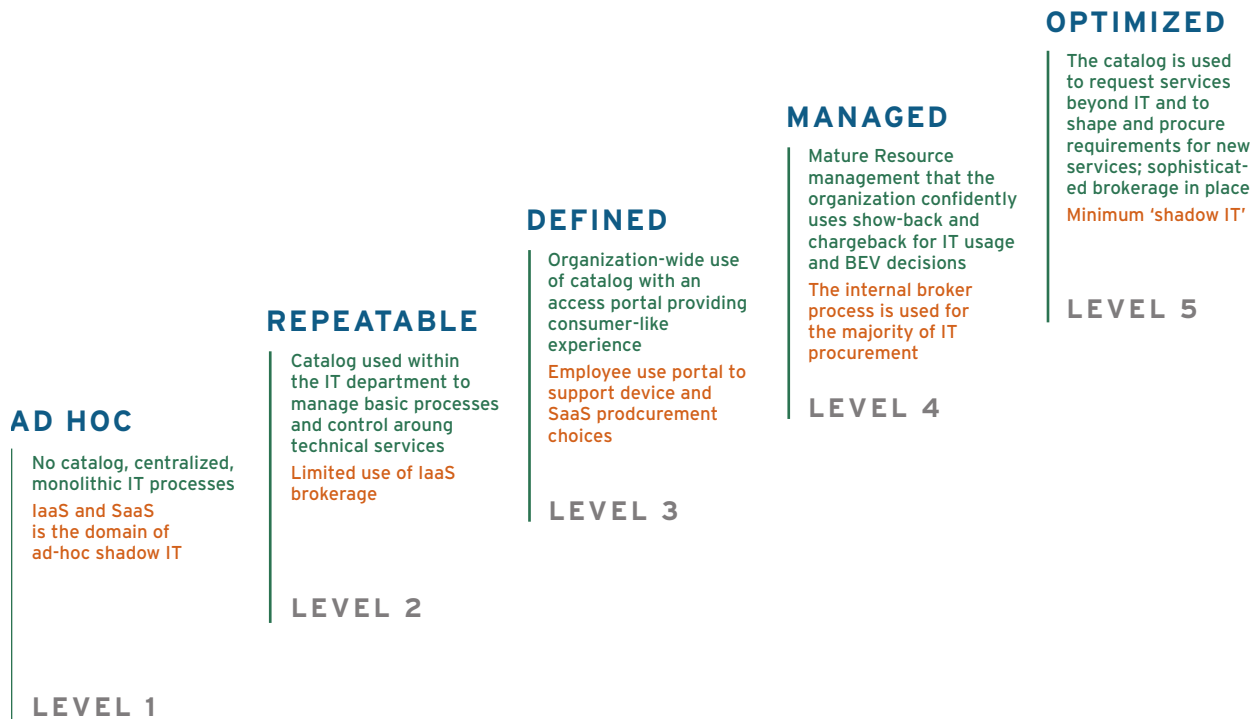 AD HOC
No catalog, centralized,
monolithic IT processes
IaaS and SaaS
is the domain of
ad-hoc shadow IT
LEVEL 1
REPEATABLE
Catalog used within
the IT department to
manage basic processes
and control aroung
technical services
Limited use of IaaS
brokerage
LEVEL 2
DEFINED
Organization-wide use
of catalog with an
access portal providing
consumer-like
experience
Employee use portal to
support device and
SaaS prodcurement
choices
LEVEL 3
MANAGED
Mature Resource
management that the
organization confidently
uses show-back and
chargeback for IT usage
and BEV decisions
The internal broker
process is used for
the majority of IT
procurement
LEVEL 4
OPTIMIZED
The catalog is used
to request services
beyond IT and to
shape and procure
requirements for new
services; sophisticat-
ed brokerage in place
Minimum ‘shadow IT’
LEVEL 5